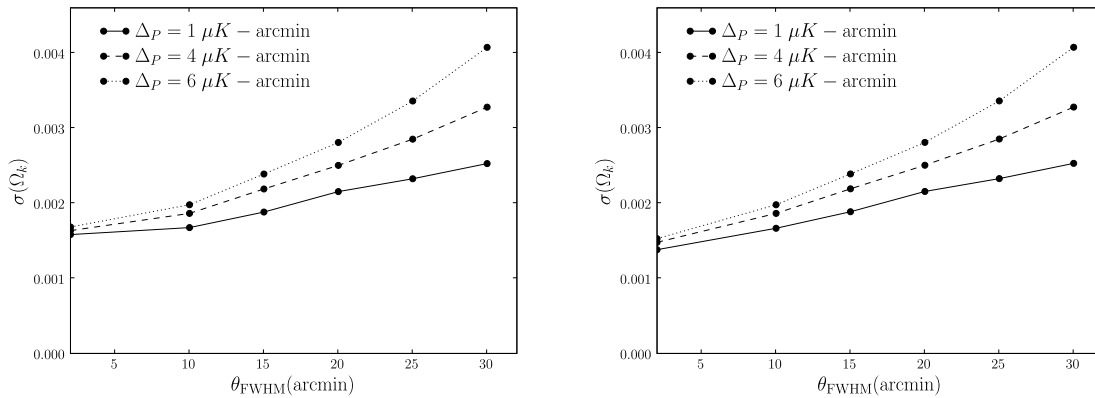 Δ_P = 1 μK − arcmin
Δ_P = 4 μK − arcmin
Δ_P = 6 μK − arcmin
0.004
0.003
0.002
0.001
0.000
σ(Ω_k)
5 10 15 20 25 30
θ_FWHM(arcmin)
Δ_P = 1 μK − arcmin
Δ_P = 4 μK − arcmin
Δ_P = 6 μK − arcmin
0.004
0.003
0.002
0.001
0.000
σ(Ω_k)
5 10 15 20 25 30
θ_FWHM(arcmin)